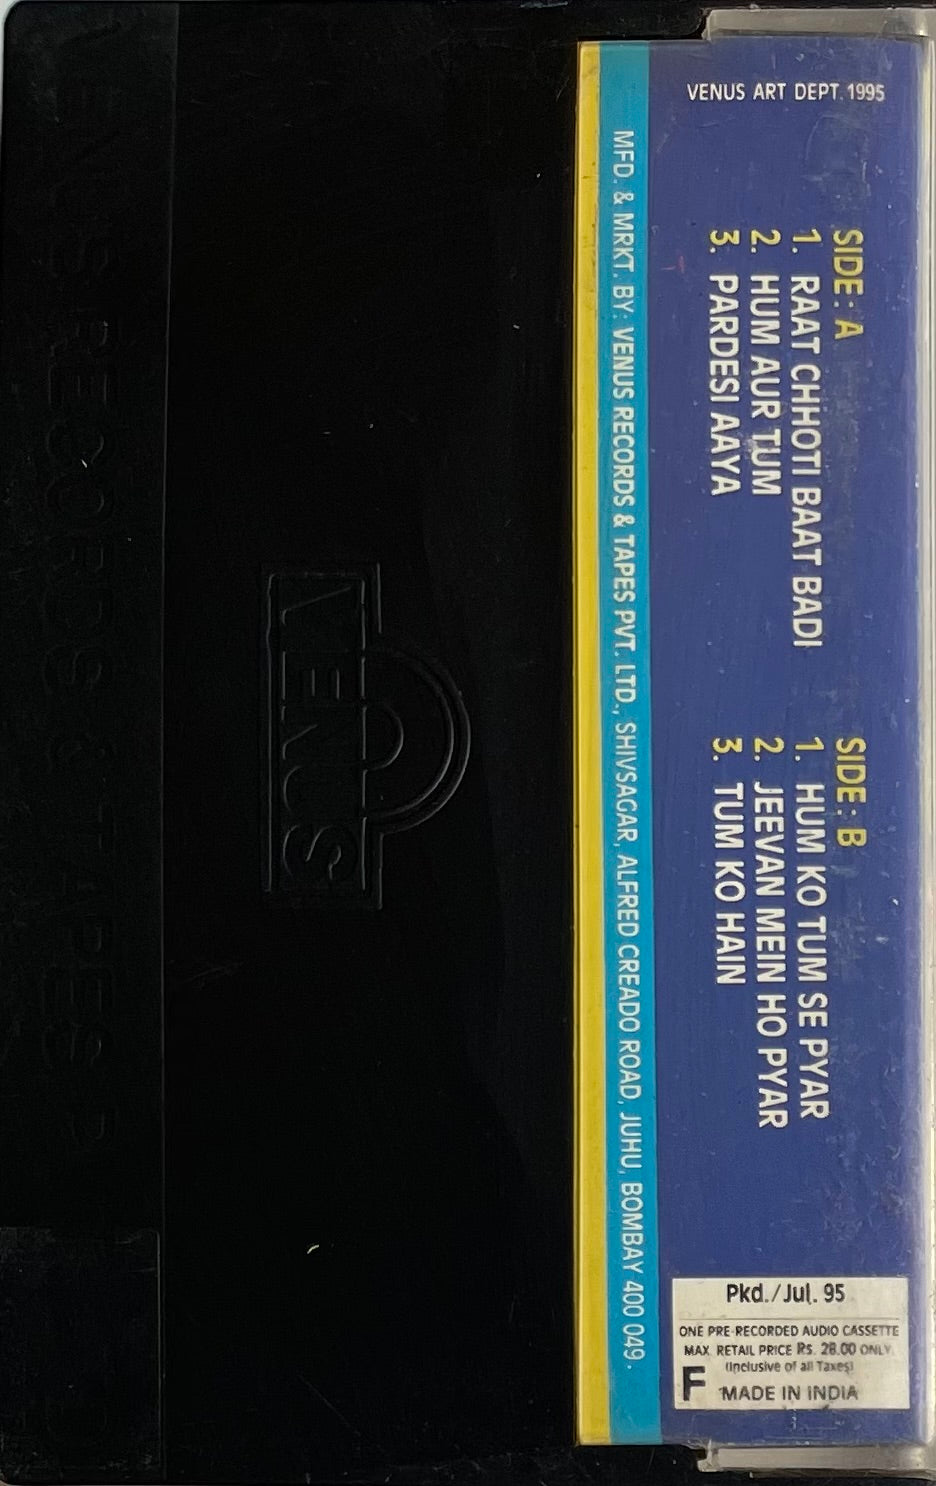 VENUS ART DEPT. 1995
SIDE : A
1. RAAT CHHOTI BAAT BADI
2. HUM AUR TUM
3. PARDESI AAYA
SIDE : B
1. HUM KO TUM SE PYAR
2. JEEVAN MEIN HO PYAR
3. TUM KO HAIN
MFD. & MRKT. BY: VENUS RECORDS & TAPES PVT. LTD., SHIVSAGAR, ALFRED CREADO ROAD, JUHU, BOMBAY 400 049.
Pkd./Jul. 95
ONE PRE-RECORDED AUDIO CASSETTE
MAX. RETAIL PRICE Rs. 28.00 ONLY.
(Inclusive of all Taxes)
F MADE IN INDIA
VENUS
VENUS RECORDS & TAPES P